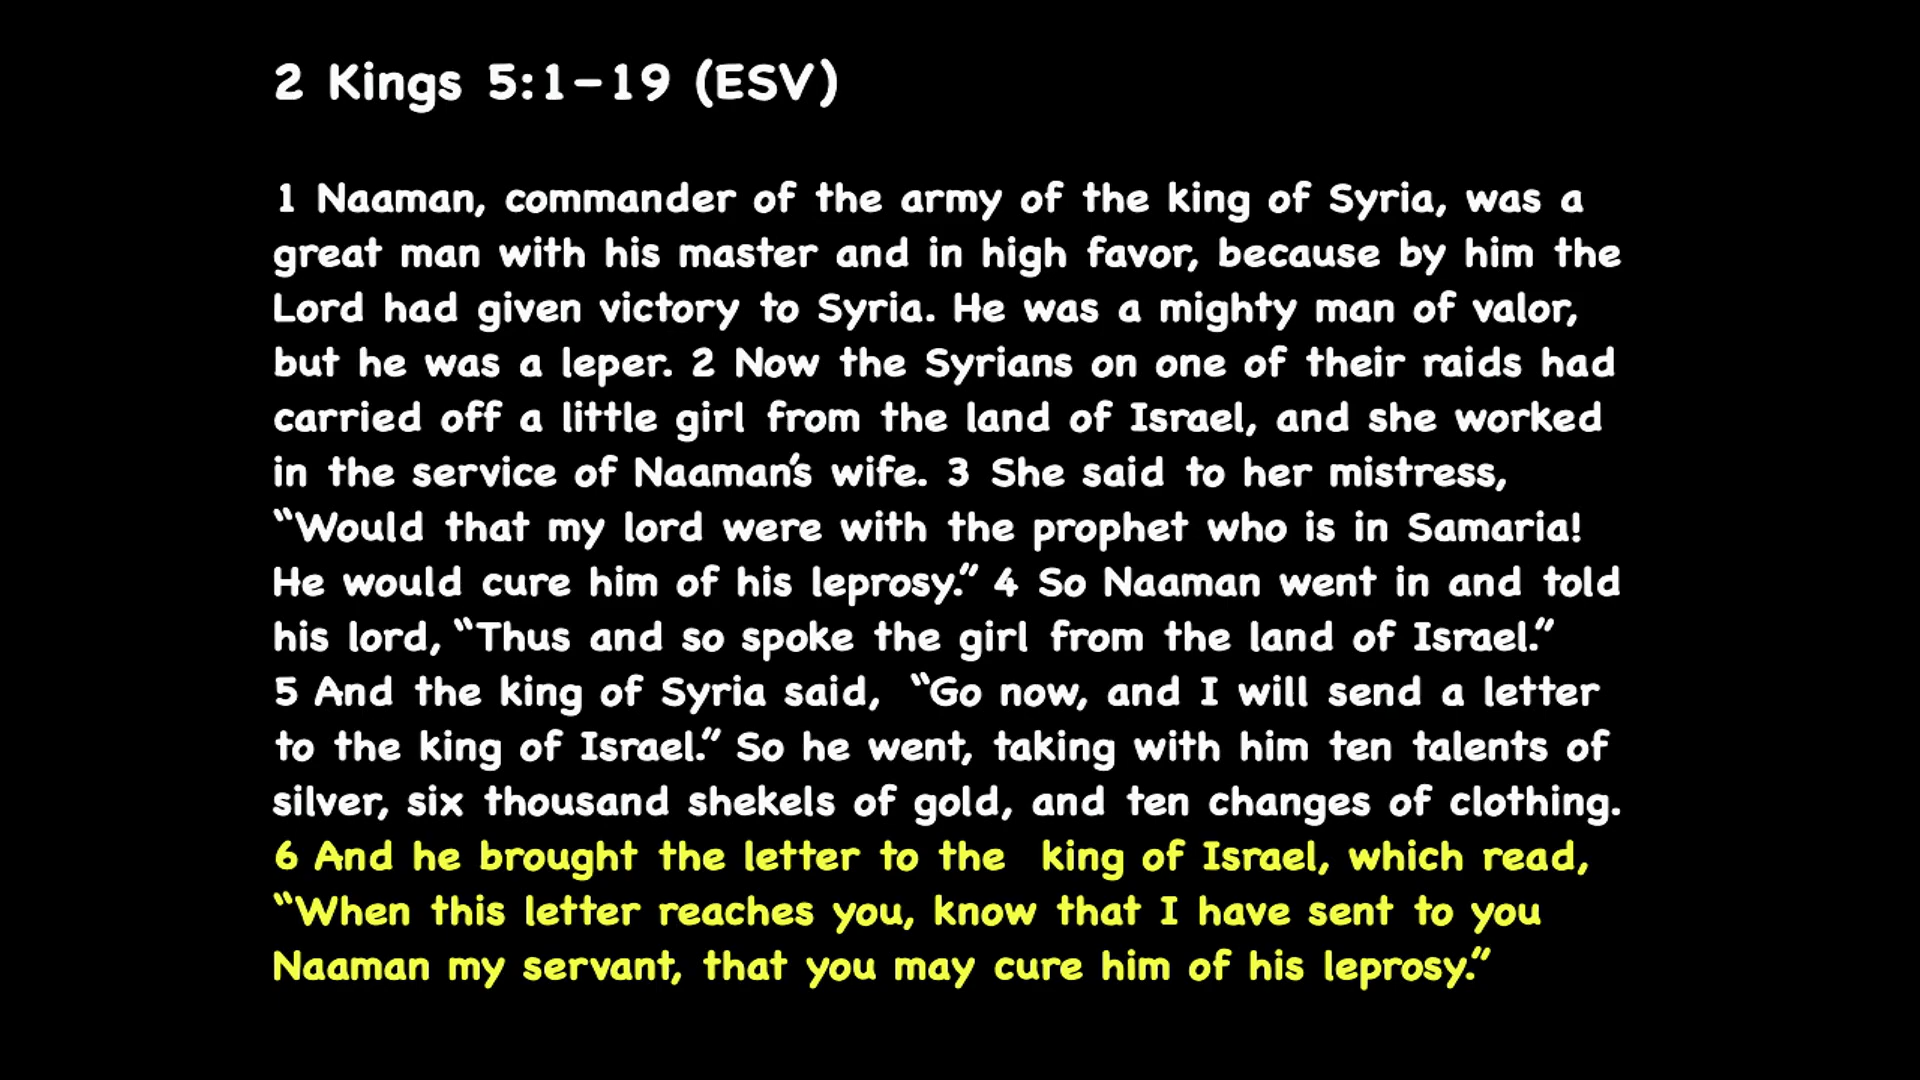 2 Kings 5:1-19 (ESV)
1 Naaman, commander of the army of the king of Syria, was a
great man with his master and in high favor, because by him the
Lord had given victory to Syria. He was a mighty man of valor,
but he was a leper. 2 Now the Syrians on one of their raids had
carried off a little girl from the land of Israel, and she worked
in the service of Naaman’s wife. 3 She said to her mistress,
“Would that my lord were with the prophet who is in Samaria!
He would cure him of his leprosy.” 4 So Naaman went in and told
his lord, “Thus and so spoke the girl from the land of Israel.”
5 And the king of Syria said, “Go now, and I will send a letter
to the king of Israel.” So he went, taking with him ten talents of
silver, six thousand shekels of gold, and ten changes of clothing.
6 And he brought the letter to the king of Israel, which read,
“When this letter reaches you, know that I have sent to you
Naaman my servant, that you may cure him of his leprosy.”